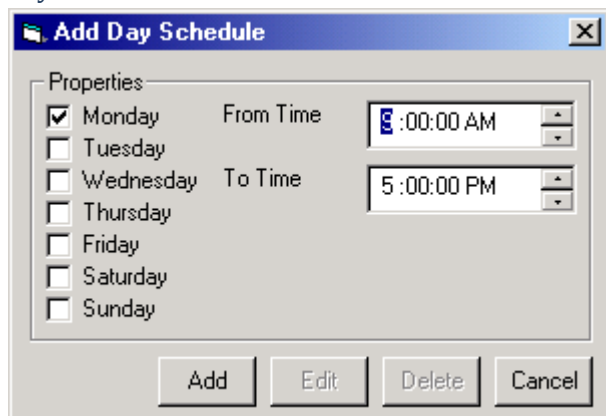 Add Day Schedule
Properties
Monday From Time 9 :00:00 AM
Tuesday
Wednesday To Time 5 :00:00 PM
Thursday
Friday
Saturday
Sunday
Add Edit Delete Cancel